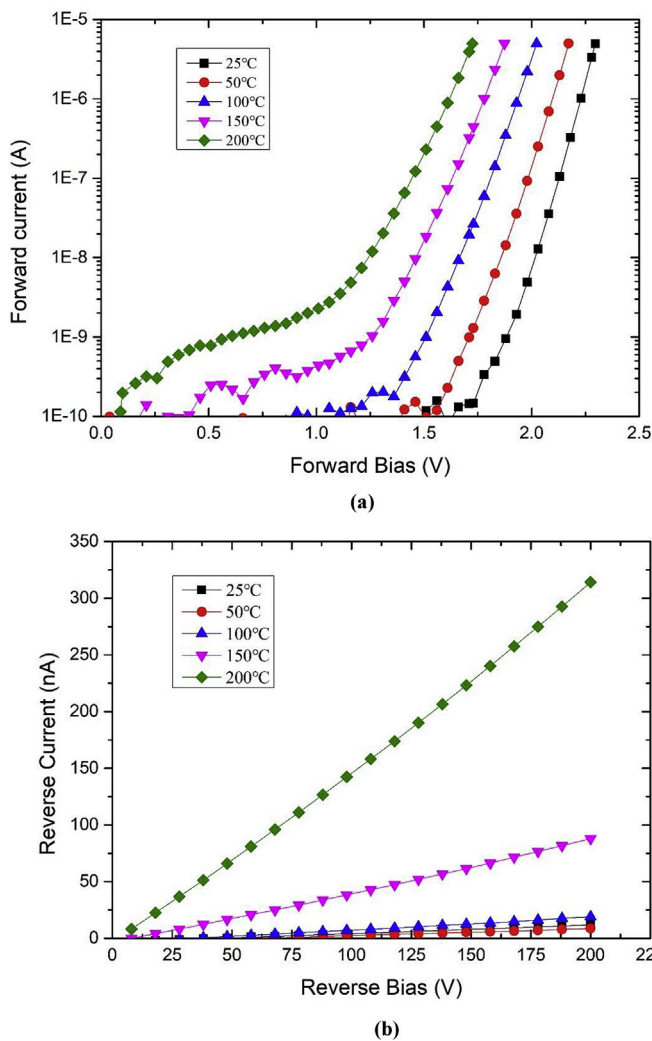 (a)
1E-5
1E-6
1E-7
1E-8
1E-9
1E-10
Forward current (A)
25℃
50℃
100℃
150℃
200℃
0.0
0.5
1.0
1.5
2.0
2.5
Forward Bias (V)
(a)
350
300
250
200
150
100
50
0
Reverse Current (nA)
25℃
50℃
100℃
150℃
200℃
0
25
50
75
100
125
150
175
200
22
Reverse Bias (V)
(b)